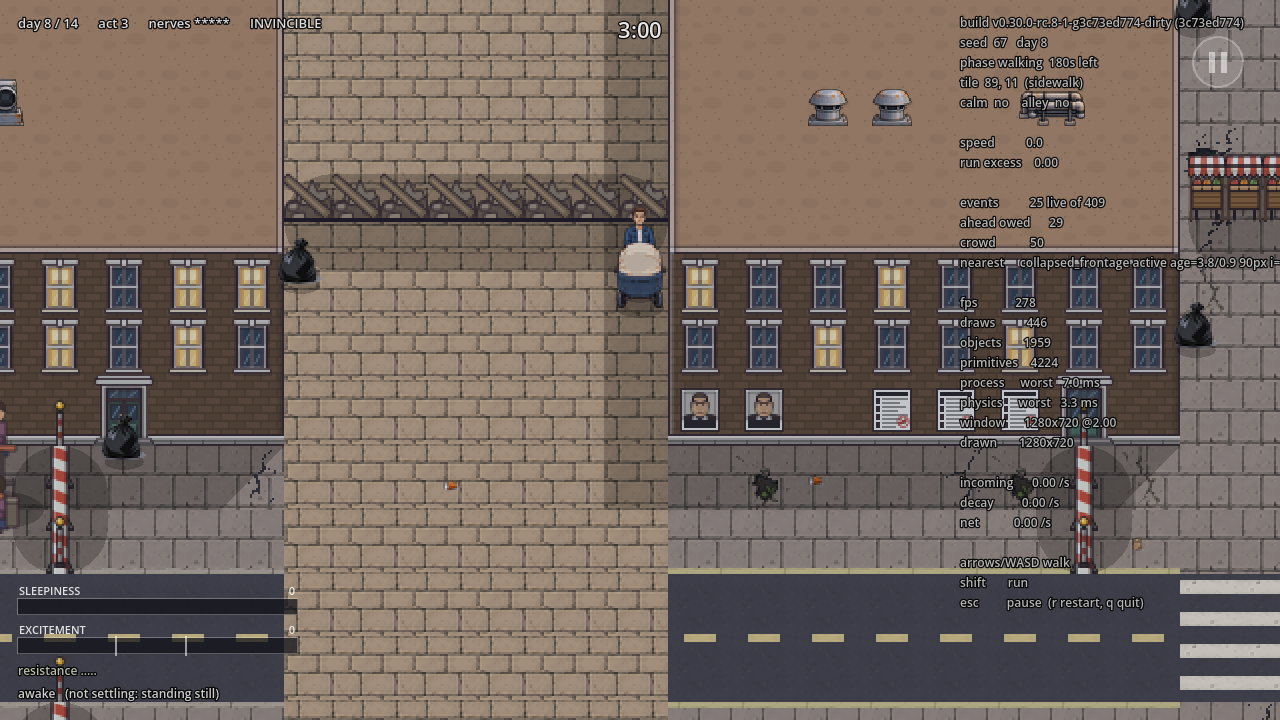 day 8 / 14 act 3 nerves ***** INVINCIBLE
3:00
build v0.30.0-rc.8-1-g3c73ed774-dirty (3c73ed774)
seed 67 day 8
phase walking 180s left
tile 89, 11 (sidewalk)
calm no alley no
speed 0.0
run excess 0.00
events 25 live of 409
ahead owed 29
crowd 50
nearest collapsed_frontage active age=3.8/0.9 90px i=
fps 278
draws 446
objects 1959
primitives 4224
process worst 7.0 ms
physics worst 3.3 ms
window 1280x720 @2.00
drawn 1280x720
incoming 0.00 /s
decay 0.00 /s
net 0.00 /s
arrows/WASD walk
shift run
esc pause (r restart, q quit)
SLEEPINESS 0
EXCITEMENT 0
resistance .....
awake (not settling: standing still)